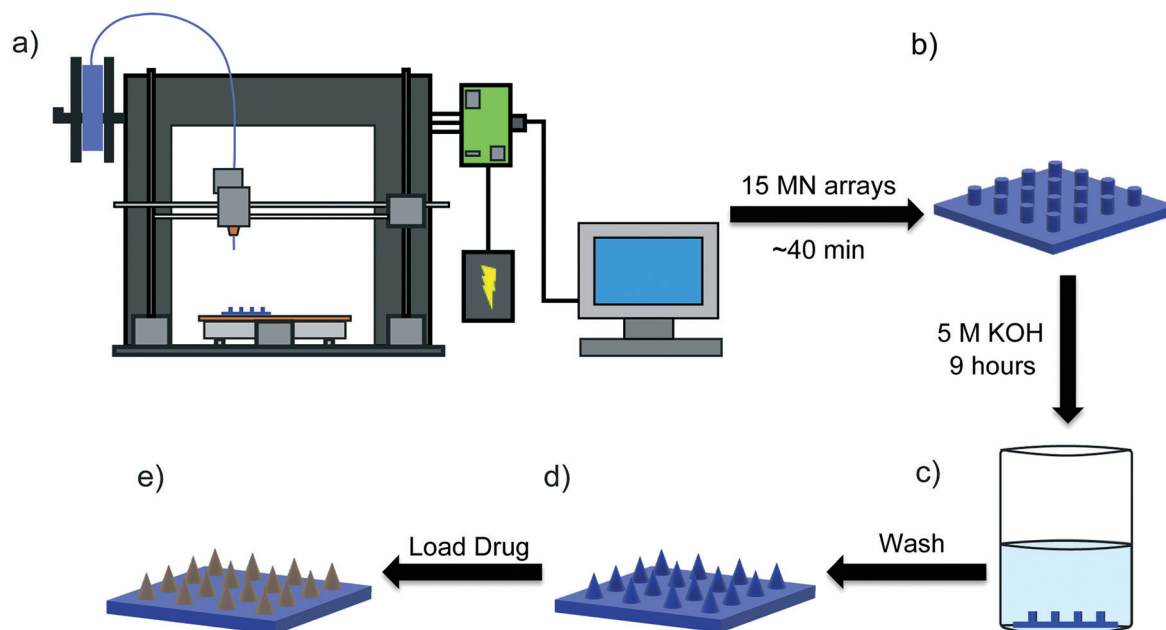 a)
b)
15 MN arrays
~40 min
5 M KOH
9 hours
c)
Wash
d)
Load Drug
e)